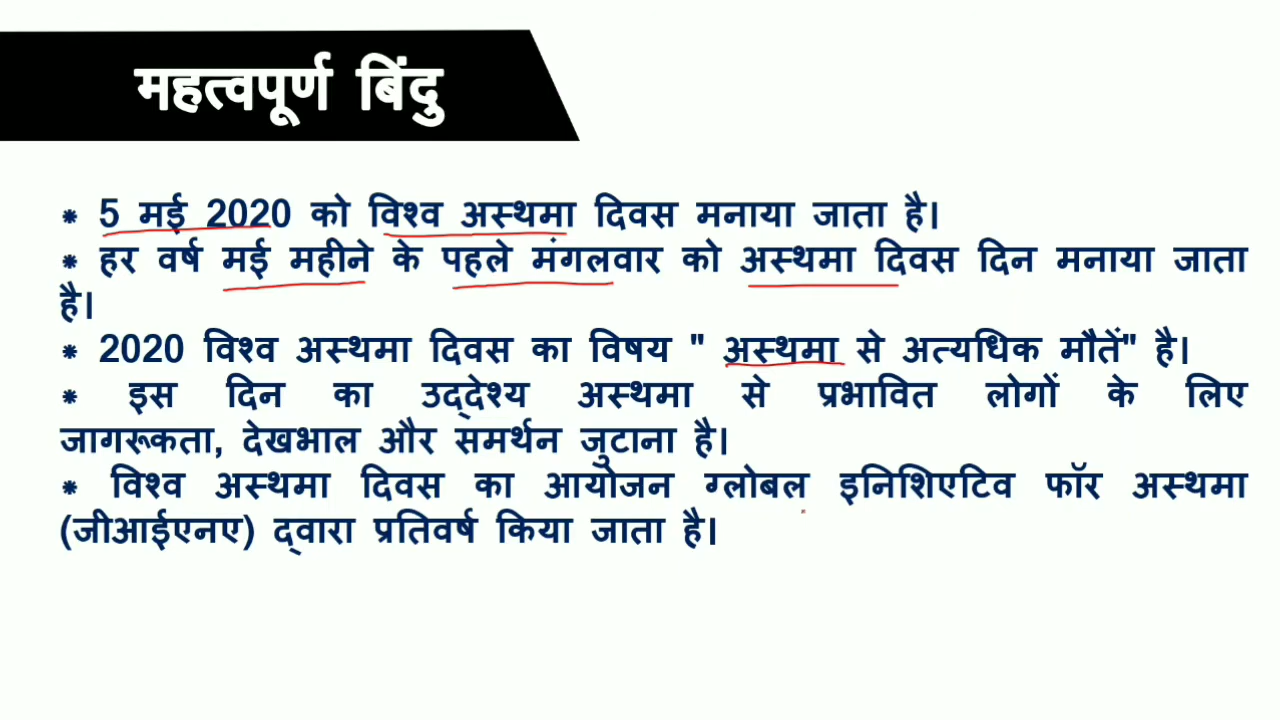 महत्वपूर्ण बिंदु
* 5 मई 2020 को विश्व अस्थमा दिवस मनाया जाता है।
* हर वर्ष मई महीने के पहले मंगलवार को अस्थमा दिवस दिन मनाया जाता
है।
* 2020 विश्व अस्थमा दिवस का विषय " अस्थमा से अत्यधिक मौतें" है।
* इस दिन का उद्देश्य अस्थमा से प्रभावित लोगों के लिए
जागरूकता, देखभाल और समर्थन जुटाना है।
* विश्व अस्थमा दिवस का आयोजन ग्लोबल इनिशिएटिव फॉर अस्थमा
(जीआईएनए) द्वारा प्रतिवर्ष किया जाता है।